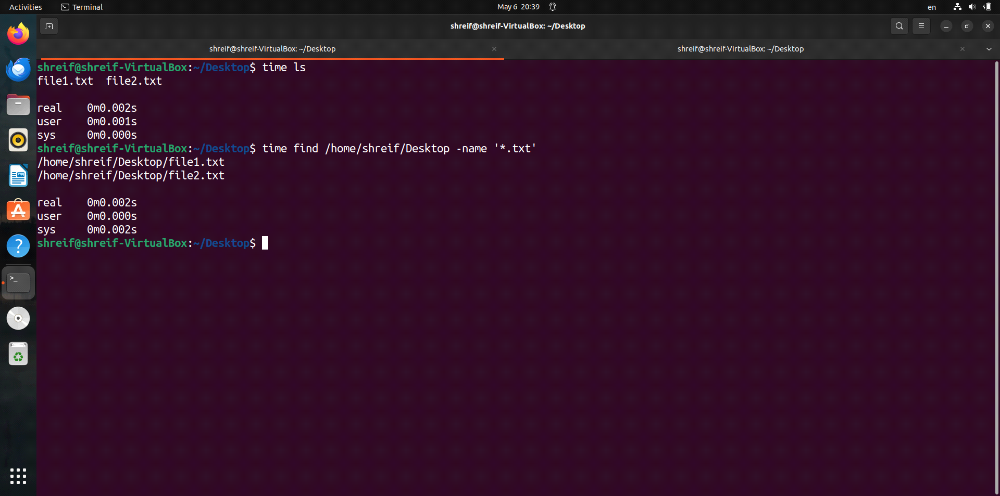 Activities Terminal May 6 20:39 en
shreif@shreif-VirtualBox: ~/Desktop
shreif@shreif-VirtualBox: ~/Desktop shreif@shreif-VirtualBox: ~/Desktop
shreif@shreif-VirtualBox:~/Desktop$ time ls
file1.txt  file2.txt
real    0m0.002s
user    0m0.001s
sys     0m0.000s
shreif@shreif-VirtualBox:~/Desktop$ time find /home/shreif/Desktop -name '*.txt'
/home/shreif/Desktop/file1.txt
/home/shreif/Desktop/file2.txt
real    0m0.002s
user    0m0.000s
sys     0m0.002s
shreif@shreif-VirtualBox:~/Desktop$